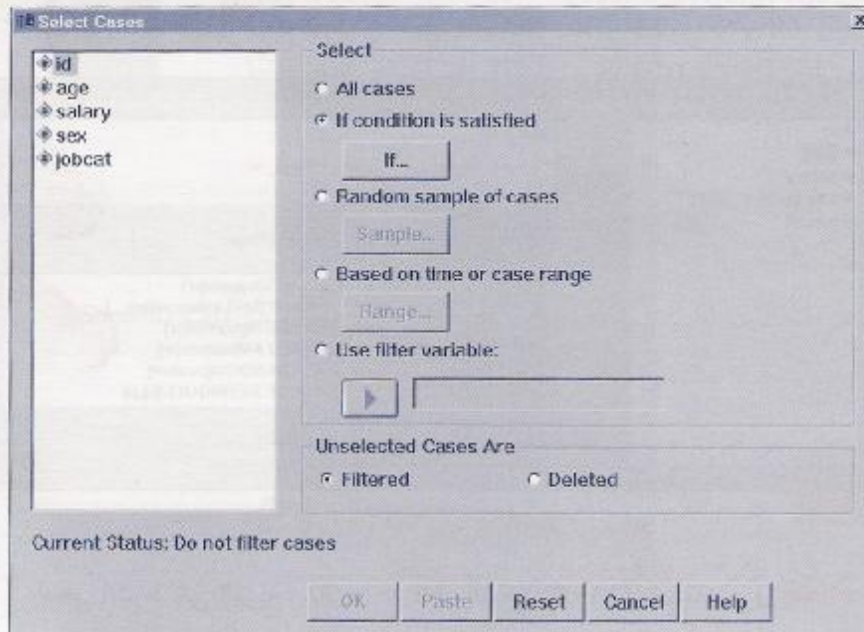 Select Cases
id
age
salary
sex
jobcat
Select
All cases
If condition is satisfied
If...
Random sample of cases
Sample...
Based on time or case range
Range...
Use filter variable:
Unselected Cases Are
Filtered
Deleted
Current Status: Do not filter cases
OK
Paste
Reset
Cancel
Help